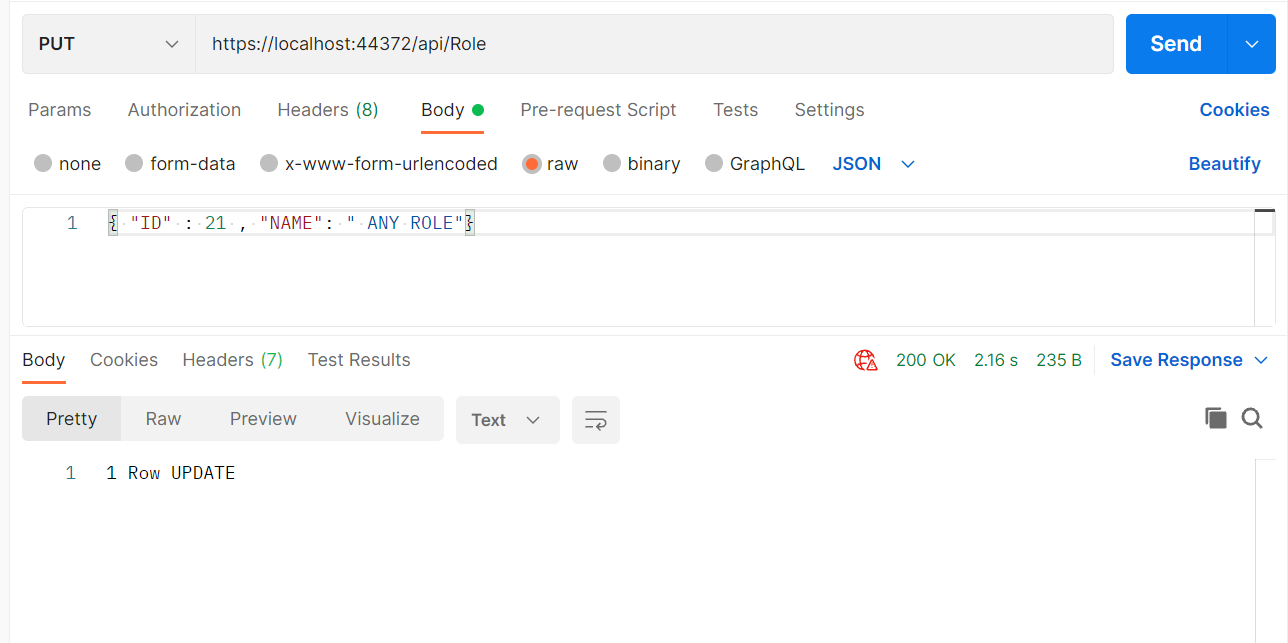 PUT https://localhost:44372/api/Role Send
Params Authorization Headers (8) Body Pre-request Script Tests Settings Cookies
none form-data x-www-form-urlencoded raw binary GraphQL JSON Beautify
1 { "ID" : 21 , "NAME": " ANY ROLE"}
Body Cookies Headers (7) Test Results 200 OK 2.16 s 235 B Save Response
Pretty Raw Preview Visualize Text
1 1 Row UPDATE